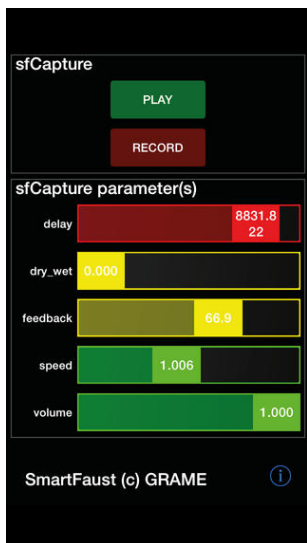 sfCapture
PLAY
RECORD
sfCapture parameter(s)
delay
8831.8
22
dry_wet
0.000
feedback
66.9
speed
1.006
volume
1.000
SmartFaust (c) GRAME
i